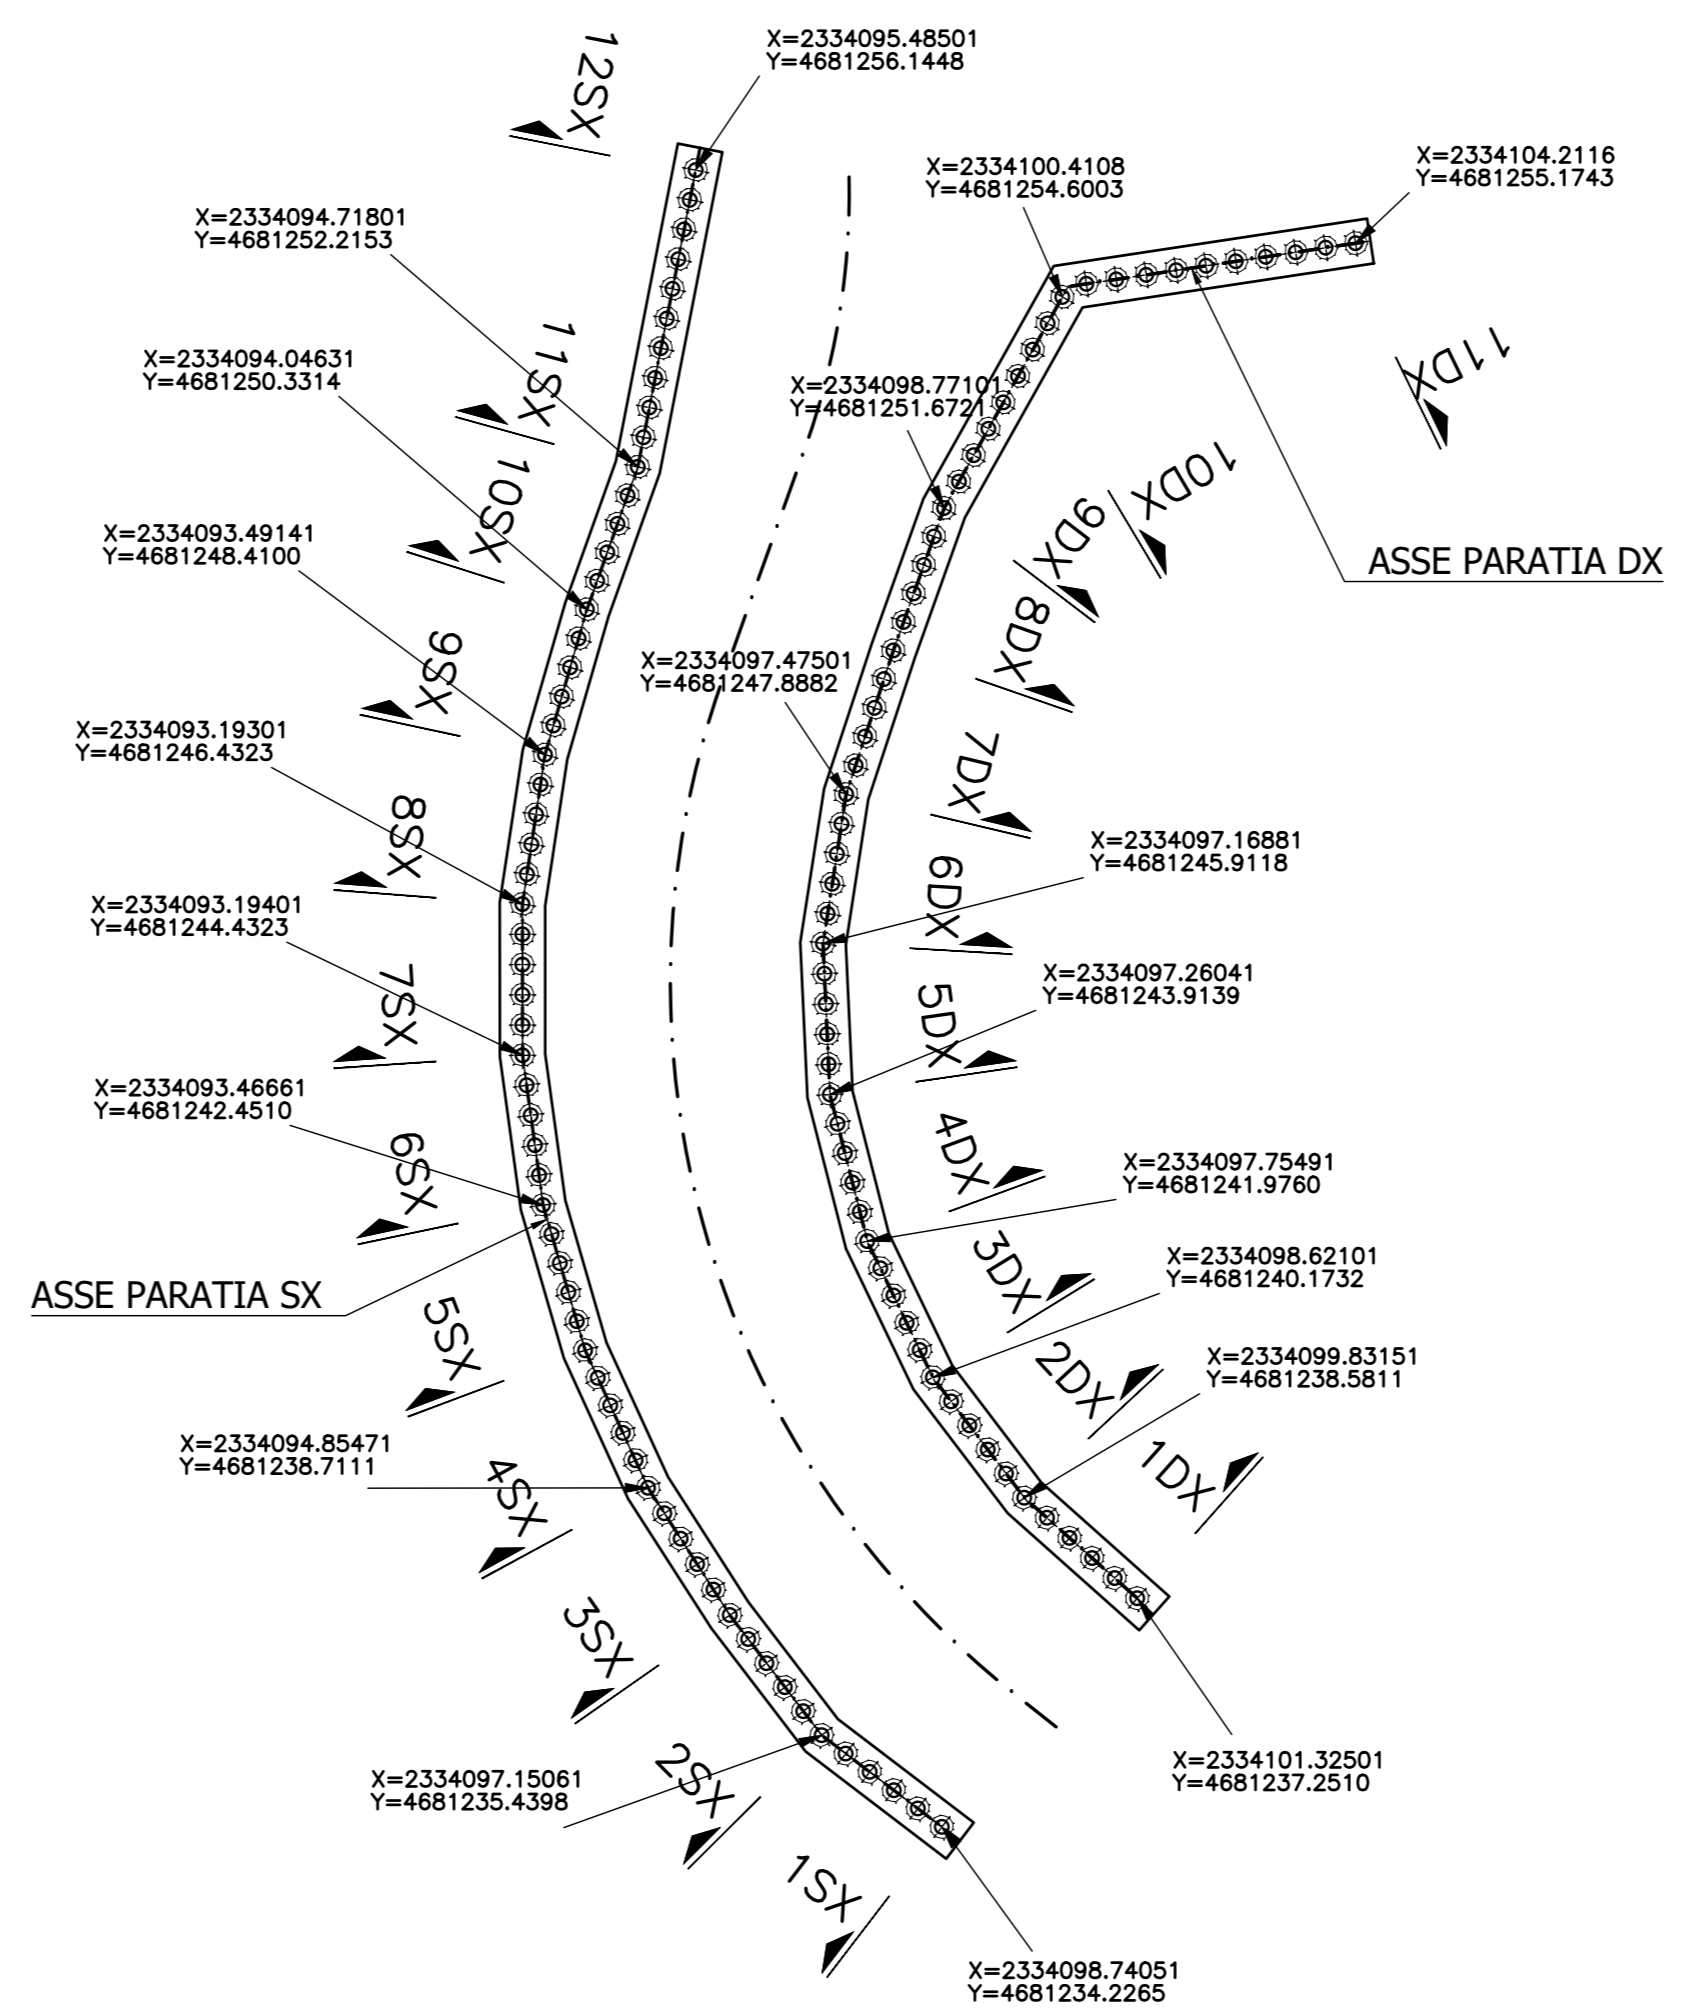 X=2334095.48501
Y=4681256.1448
12SX
X=2334100.4108
Y=4681254.6003
X=2334104.2116
Y=4681255.1743
X=2334094.71801
Y=4681252.2153
X=2334094.04631
Y=4681250.3314
11SX
X=2334098.77101
Y=4681251.6721
11DX
10SX
10DX
9DX
ASSE PARATIA DX
X=2334093.49141
Y=4681248.4100
8DX
9SX
X=2334097.47501
Y=4681247.8882
X=2334093.19301
Y=4681246.4323
7DX
8SX
X=2334097.16881
Y=4681245.9118
6DX
X=2334093.19401
Y=4681244.4323
7SX
X=2334097.26041
Y=4681243.9139
5DX
X=2334093.46661
Y=4681242.4510
6SX
4DX
X=2334097.75491
Y=4681241.9760
3DX
X=2334098.62101
Y=4681240.1732
ASSE PARATIA SX
5SX
2DX
X=2334099.83151
Y=4681238.5811
X=2334094.85471
Y=4681238.7111
4SX
1DX
3SX
X=2334097.15061
Y=4681235.4398
2SX
X=2334101.32501
Y=4681237.2510
1SX
X=2334098.74051
Y=4681234.2265